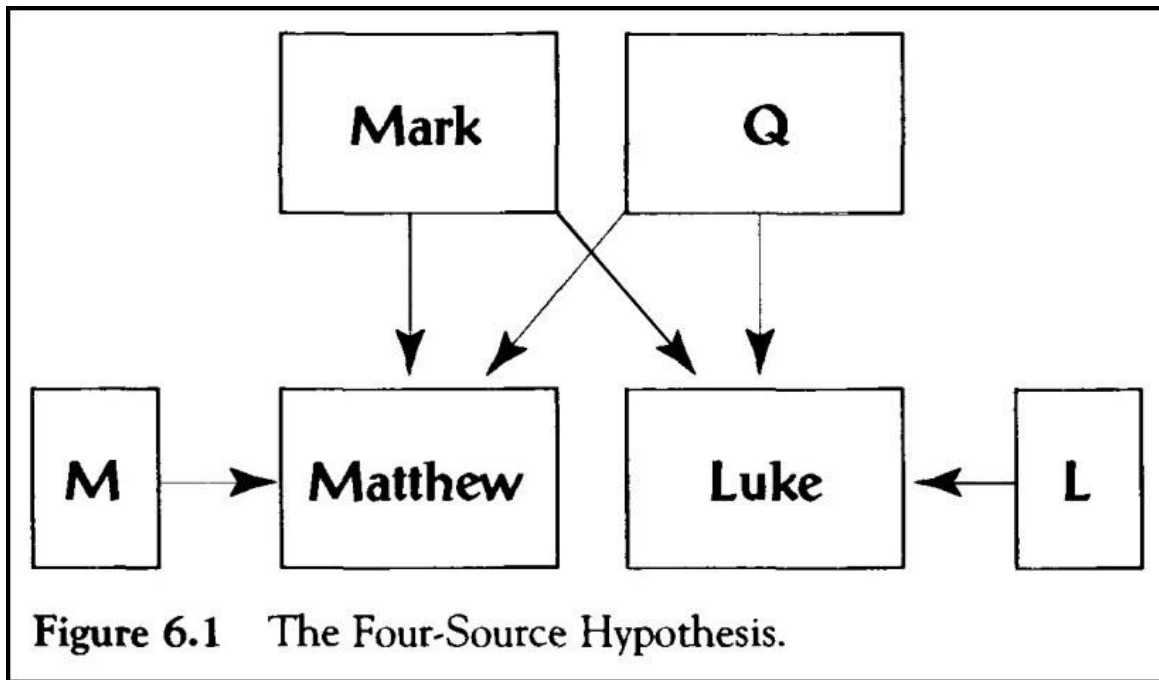 Mark
Q
M
Matthew
Luke
L
Figure 6.1 The Four-Source Hypothesis.